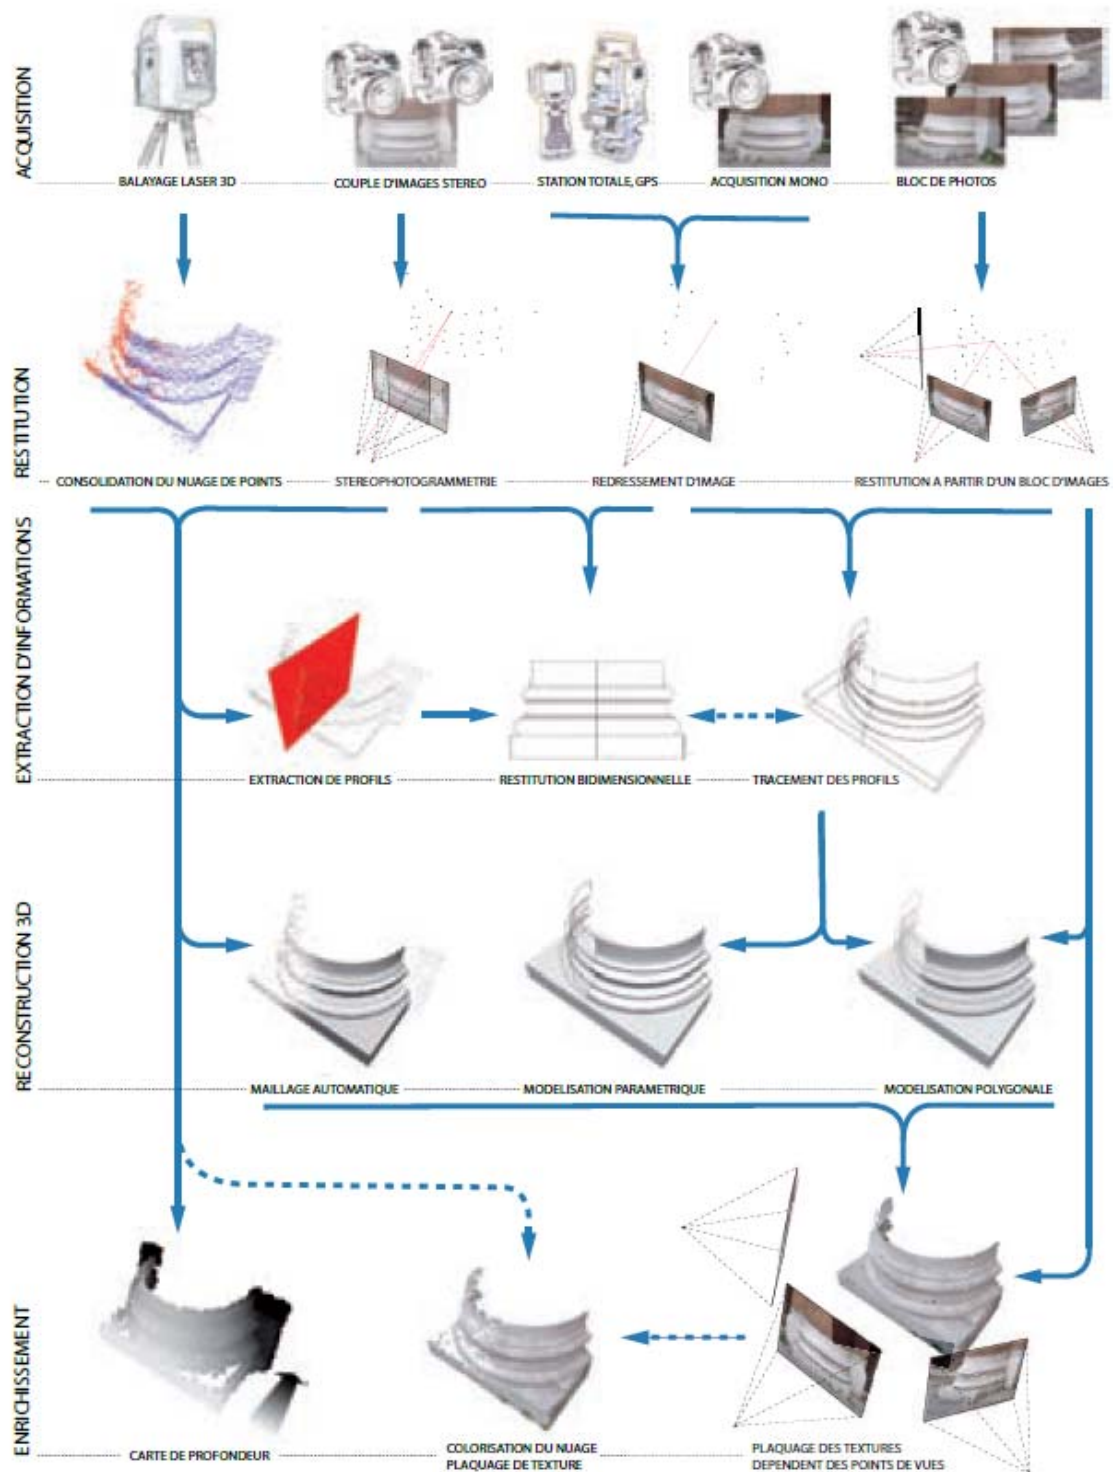 ACQUISITION
BALAYAGE LASER 3D
COUPLE D'IMAGES STEREO
STATION TOTALE, GPS
ACQUISITION MONO
BLOC DE PHOTOS
RESTITUTION
CONSOLIDATION DU NUAGE DE POINTS
STEREOPHOTOGRAMMETRIE
REDRESSEMENT D'IMAGE
RESTITUTION A PARTIR D'UN BLOC D'IMAGES
EXTRACTION D'INFORMATIONS
EXTRACTION DE PROFILS
RESTITUTION BIDIMENSIONNELLE
TRACEMENT DES PROFILS
RECONSTRUCTION 3D
MAILLAGE AUTOMATIQUE
MODELISATION PARAMETRIQUE
MODELISATION POLYGONALE
ENRICHISSEMENT
CARTE DE PROFONDEUR
COLORISATION DU NUAGE
PLAQUAGE DE TEXTURE
PLAQUAGE DES TEXTURES
DEPENDENT DES POINTS DE VUES